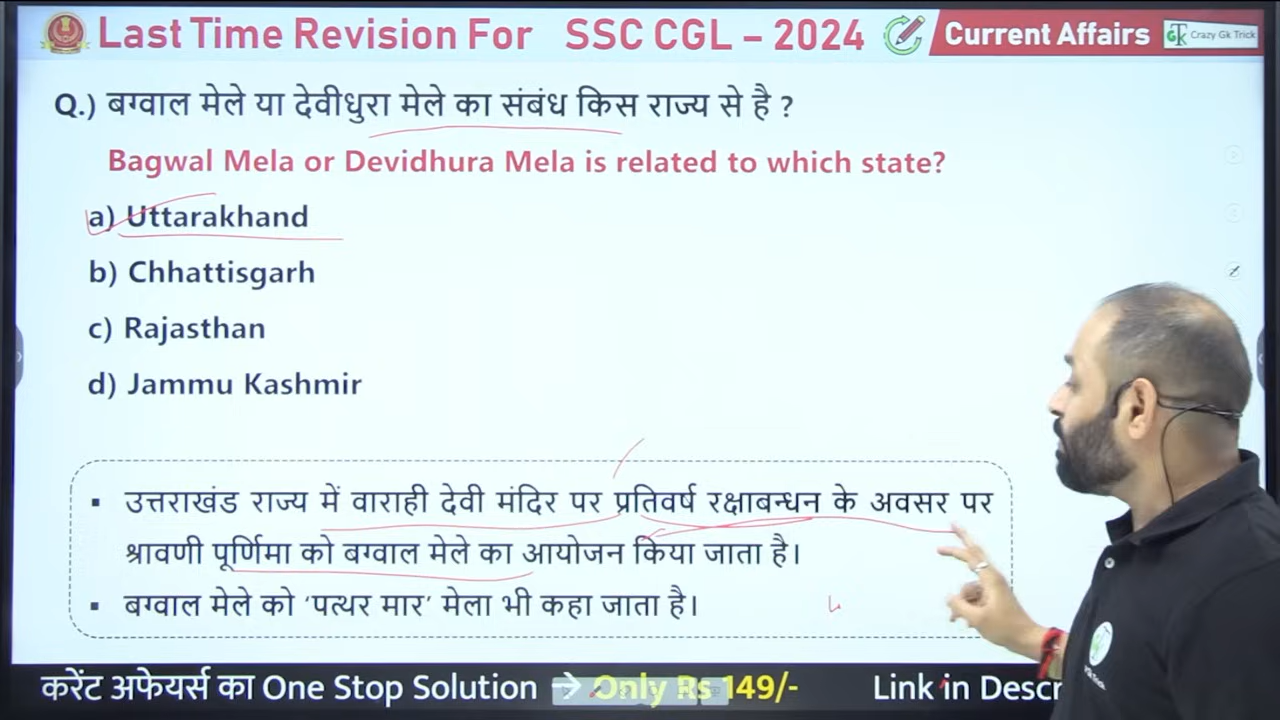 Last Time Revision For SSC CGL – 2024 Current Affairs Crazy Gk Trick
Q.) बग्वाल मेले या देवीधुरा मेले का संबंध किस राज्य से है ?
Bagwal Mela or Devidhura Mela is related to which state?
a) Uttarakhand
b) Chhattisgarh
c) Rajasthan
d) Jammu Kashmir
▪ उत्तराखंड राज्य में वाराही देवी मंदिर पर प्रतिवर्ष रक्षाबन्धन के अवसर पर
श्रावणी पूर्णिमा को बग्वाल मेले का आयोजन किया जाता है।
▪ बग्वाल मेले को ‘पत्थर मार’ मेला भी कहा जाता है।
करेंट अफेयर्स का One Stop Solution → Only Rs 149/- Link in Descr